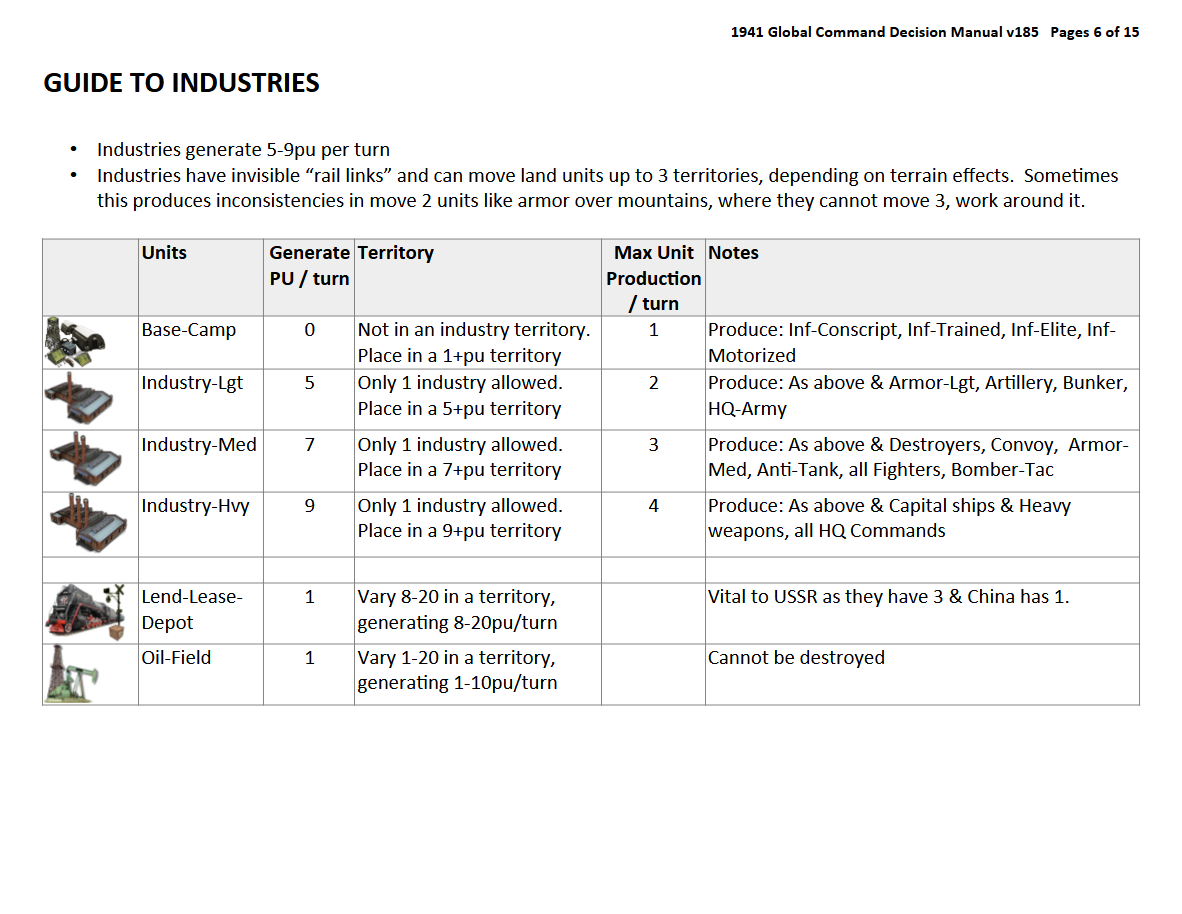 1941 Global Command Decision Manual v185   Pages 6 of 15
GUIDE TO INDUSTRIES
• Industries generate 5-9pu per turn
• Industries have invisible “rail links” and can move land units up to 3 territories, depending on terrain effects.  Sometimes
this produces inconsistencies in move 2 units like armor over mountains, where they cannot move 3, work around it.
Units Generate Territory Max Unit Notes
PU / turn Production
/ turn
Base-Camp 0 Not in an industry territory. 1 Produce: Inf-Conscript, Inf-Trained, Inf-Elite, Inf-
Place in a 1+pu territory Motorized
Industry-Lgt 5 Only 1 industry allowed. 2 Produce: As above & Armor-Lgt, Artillery, Bunker,
Place in a 5+pu territory HQ-Army
Industry-Med 7 Only 1 industry allowed. 3 Produce: As above & Destroyers, Convoy,  Armor-
Place in a 7+pu territory Med, Anti-Tank, all Fighters, Bomber-Tac
Industry-Hvy 9 Only 1 industry allowed. 4 Produce: As above & Capital ships & Heavy
Place in a 9+pu territory weapons, all HQ Commands
Lend-Lease- 1 Vary 8-20 in a territory, Vital to USSR as they have 3 & China has 1.
Depot generating 8-20pu/turn
Oil-Field 1 Vary 1-20 in a territory, Cannot be destroyed
generating 1-10pu/turn